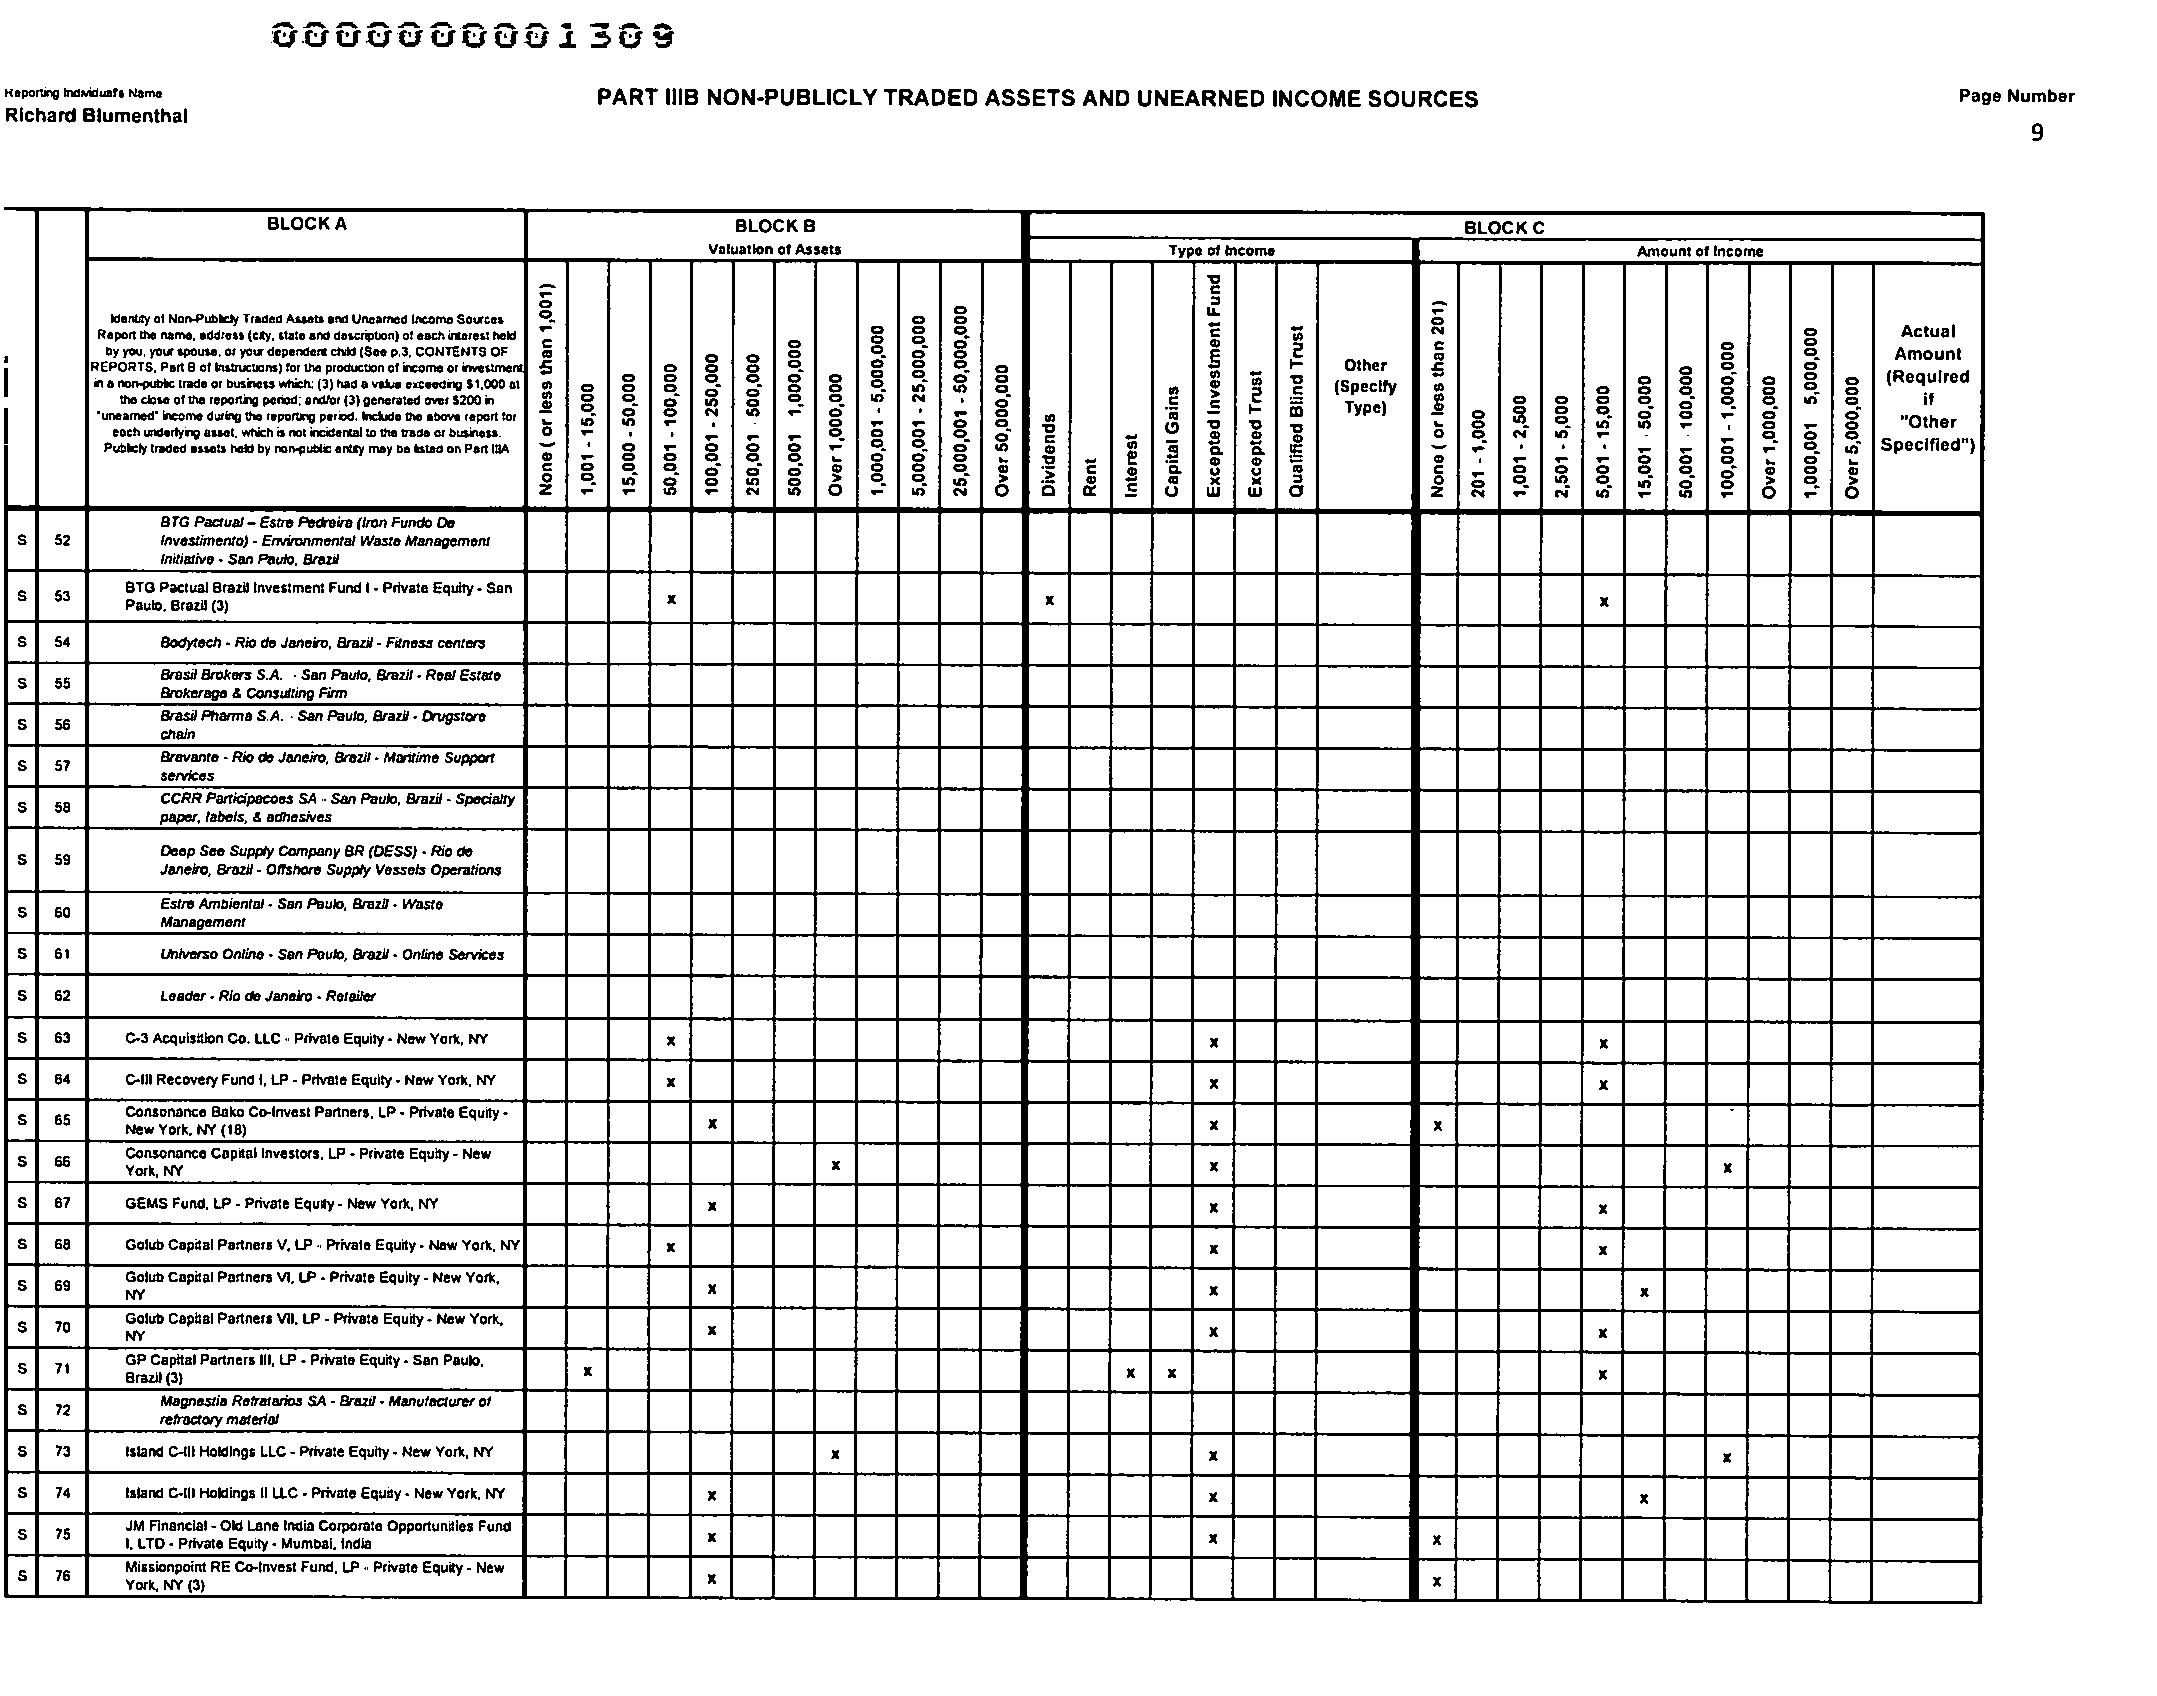 0000000001309
Reporting Individual's Name
Richard Blumenthal
PART IIIB NON-PUBLICLY TRADED ASSETS AND UNEARNED INCOME SOURCES
Page Number
9
BLOCK A
BLOCK B
BLOCK C
Valuation of Assets
Type of Income
Amount of Income
Identity of Non-Publicly Traded Assets and Unearned Income Sources
Report the name, address (city, state and description) of each interest held
by you, your spouse, or your dependent child (See p.3, CONTENTS OF
REPORTS, Part B of Instructions) for the production of income or investment
in a non-public trade or business which: (3) had a value exceeding $1,000 at
the close of the reporting period; and/or (3) generated over $200 in
"unearned" income during the reporting period. Include the above report for
each underlying asset, which is not incidental to the trade or business.
Publicly traded assets held by non-public entity may be listed on Part IIIA
None ( or less than 1,001)
1,001 - 15,000
15,000 - 50,000
50,001 - 100,000
100,001 - 250,000
250,001 - 500,000
500,001 - 1,000,000
Over 1,000,000
1,000,001 - 5,000,000
5,000,001 - 25,000,000
25,000,001 - 50,000,000
Over 50,000,000
Dividends
Rent
Interest
Capital Gains
Excepted Investment Fund
Excepted Trust
Qualified Blind Trust
Other
(Specify
Type)
None ( or less than 201)
201 - 1,000
1,001 - 2,500
2,501 - 5,000
5,001 - 15,000
15,001 - 50,000
50,001 - 100,000
100,001 - 1,000,000
Over 1,000,000
1,000,001 5,000,000
Over 5,000,000
Actual
Amount
(Required
if
"Other
Specified")
S 52 BTG Pactual – Estre Pedreira (Iron Fundo De
Investimento) - Environmental Waste Management
Initiative - San Paulo, Brazil
S 53 BTG Pactual Brazil Investment Fund I - Private Equity - San
Paulo, Brazil (3) x x x
S 54 Bodytech - Rio de Janeiro, Brazil - Fitness centers
S 55 Brasil Brokers S.A. - San Paulo, Brazil - Real Estate
Brokerage & Consulting Firm
S 56 Brasil Pharma S.A. - San Paulo, Brazil - Drugstore
chain
S 57 Bravante - Rio de Janeiro, Brazil - Maritime Support
services
S 58 CCRR Participacoes SA - San Paulo, Brazil - Specialty
paper, labels, & adhesives
S 59 Deep See Supply Company BR (DESS) - Rio de
Janeiro, Brazil - Offshore Supply Vessels Operations
S 60 Estre Ambiental - San Paulo, Brazil - Waste
Management
S 61 Universo Online - San Paulo, Brazil - Online Services
S 62 Leader - Rio de Janeiro - Retailer
S 63 C-3 Acquisition Co. LLC - Private Equity - New York, NY x x x
S 64 C-III Recovery Fund I, LP - Private Equity - New York, NY x x x
S 65 Consonance Bako Co-Invest Partners, LP - Private Equity -
New York, NY (18) x x x
S 66 Consonance Capital Investors, LP - Private Equity - New
York, NY x x x
S 67 GEMS Fund, LP - Private Equity - New York, NY x x x
S 68 Golub Capital Partners V, LP - Private Equity - New York, NY x x x
S 69 Golub Capital Partners VI, LP - Private Equity - New York,
NY x x x
S 70 Golub Capital Partners VII, LP - Private Equity - New York,
NY x x x
S 71 GP Capital Partners III, LP - Private Equity - San Paulo,
Brazil (3) x x x x
S 72 Magnestia Refratarios SA - Brazil - Manufacturer of
refractory material
S 73 Island C-III Holdings LLC - Private Equity - New York, NY x x x
S 74 Island C-III Holdings II LLC - Private Equity - New York, NY x x x
S 75 JM Financial - Old Lane India Corporate Opportunities Fund
I, LTD - Private Equity - Mumbai, India x x x
S 76 Missionpoint RE Co-Invest Fund, LP - Private Equity - New
York, NY (3) x x